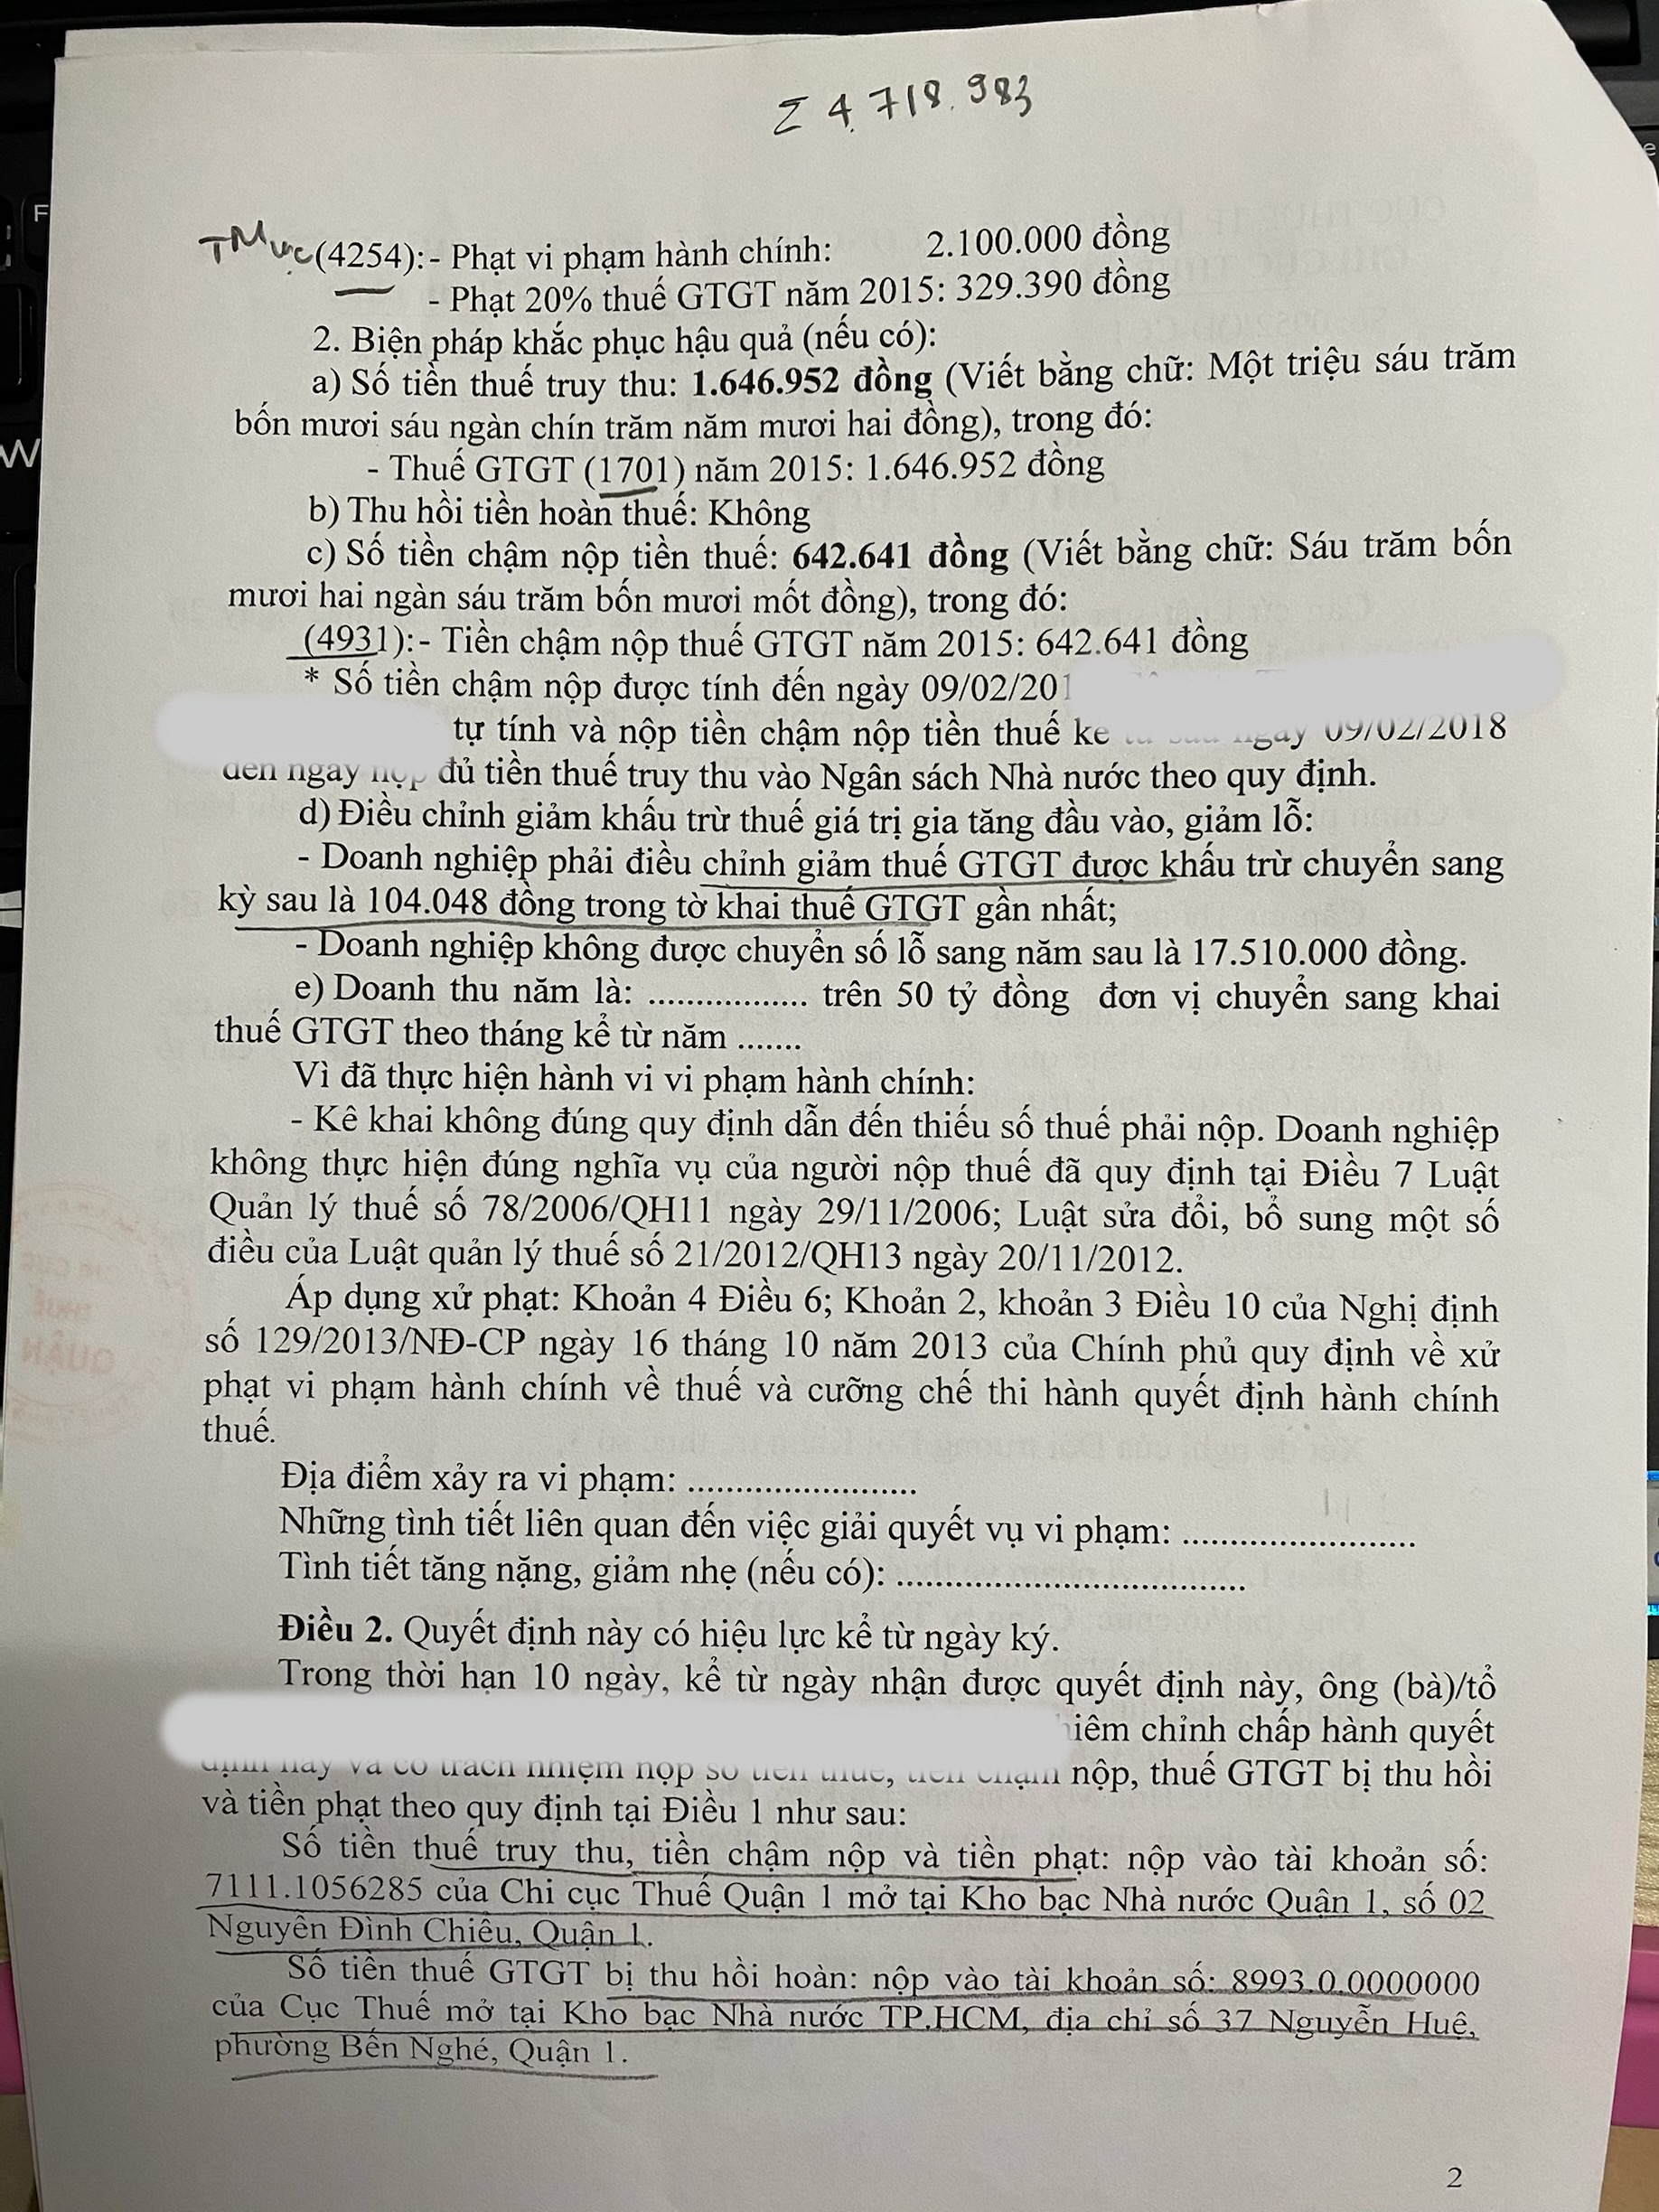 Σ 4.718.983
TMục (4254):- Phạt vi phạm hành chính: 2.100.000 đồng
- Phạt 20% thuế GTGT năm 2015: 329.390 đồng
2. Biện pháp khắc phục hậu quả (nếu có):
a) Số tiền thuế truy thu: 1.646.952 đồng (Viết bằng chữ: Một triệu sáu trăm
bốn mươi sáu ngàn chín trăm năm mươi hai đồng), trong đó:
- Thuế GTGT (1701) năm 2015: 1.646.952 đồng
b) Thu hồi tiền hoàn thuế: Không
c) Số tiền chậm nộp tiền thuế: 642.641 đồng (Viết bằng chữ: Sáu trăm bốn
mươi hai ngàn sáu trăm bốn mươi mốt đồng), trong đó:
(4931):- Tiền chậm nộp thuế GTGT năm 2015: 642.641 đồng
* Số tiền chậm nộp được tính đến ngày 09/02/201
tự tính và nộp tiền chậm nộp tiền thuế kể ngày 09/02/2018
đến ngày nộp đủ tiền thuế truy thu vào Ngân sách Nhà nước theo quy định.
d) Điều chỉnh giảm khấu trừ thuế giá trị gia tăng đầu vào, giảm lỗ:
- Doanh nghiệp phải điều chỉnh giảm thuế GTGT được khấu trừ chuyển sang
kỳ sau là 104.048 đồng trong tờ khai thuế GTGT gần nhất;
- Doanh nghiệp không được chuyển số lỗ sang năm sau là 17.510.000 đồng.
e) Doanh thu năm là: ................. trên 50 tỷ đồng đơn vị chuyển sang khai
thuế GTGT theo tháng kể từ năm .......
Vì đã thực hiện hành vi vi phạm hành chính:
- Kê khai không đúng quy định dẫn đến thiếu số thuế phải nộp. Doanh nghiệp
không thực hiện đúng nghĩa vụ của người nộp thuế đã quy định tại Điều 7 Luật
Quản lý thuế số 78/2006/QH11 ngày 29/11/2006; Luật sửa đổi, bổ sung một số
điều của Luật quản lý thuế số 21/2012/QH13 ngày 20/11/2012.
Áp dụng xử phạt: Khoản 4 Điều 6; Khoản 2, khoản 3 Điều 10 của Nghị định
số 129/2013/NĐ-CP ngày 16 tháng 10 năm 2013 của Chính phủ quy định về xử
phạt vi phạm hành chính về thuế và cưỡng chế thi hành quyết định hành chính
thuế.
Địa điểm xảy ra vi phạm: ........................
Những tình tiết liên quan đến việc giải quyết vụ vi phạm: ........................
Tình tiết tăng nặng, giảm nhẹ (nếu có): ....................................
Điều 2. Quyết định này có hiệu lực kể từ ngày ký.
Trong thời hạn 10 ngày, kể từ ngày nhận được quyết định này, ông (bà)/tổ
chỉnh chấp hành quyết
định này và có trách nhiệm nộp số tiền thuế, tiền chậm nộp, thuế GTGT bị thu hồi
và tiền phạt theo quy định tại Điều 1 như sau:
Số tiền thuế truy thu, tiền chậm nộp và tiền phạt: nộp vào tài khoản số:
7111.1056285 của Chi cục Thuế Quận 1 mở tại Kho bạc Nhà nước Quận 1, số 02
Nguyễn Đình Chiểu, Quận 1.
Số tiền thuế GTGT bị thu hồi hoàn: nộp vào tài khoản số: 8993.0.0000000
của Cục Thuế mở tại Kho bạc Nhà nước TP.HCM, địa chỉ số 37 Nguyễn Huệ,
phường Bến Nghé, Quận 1.
2